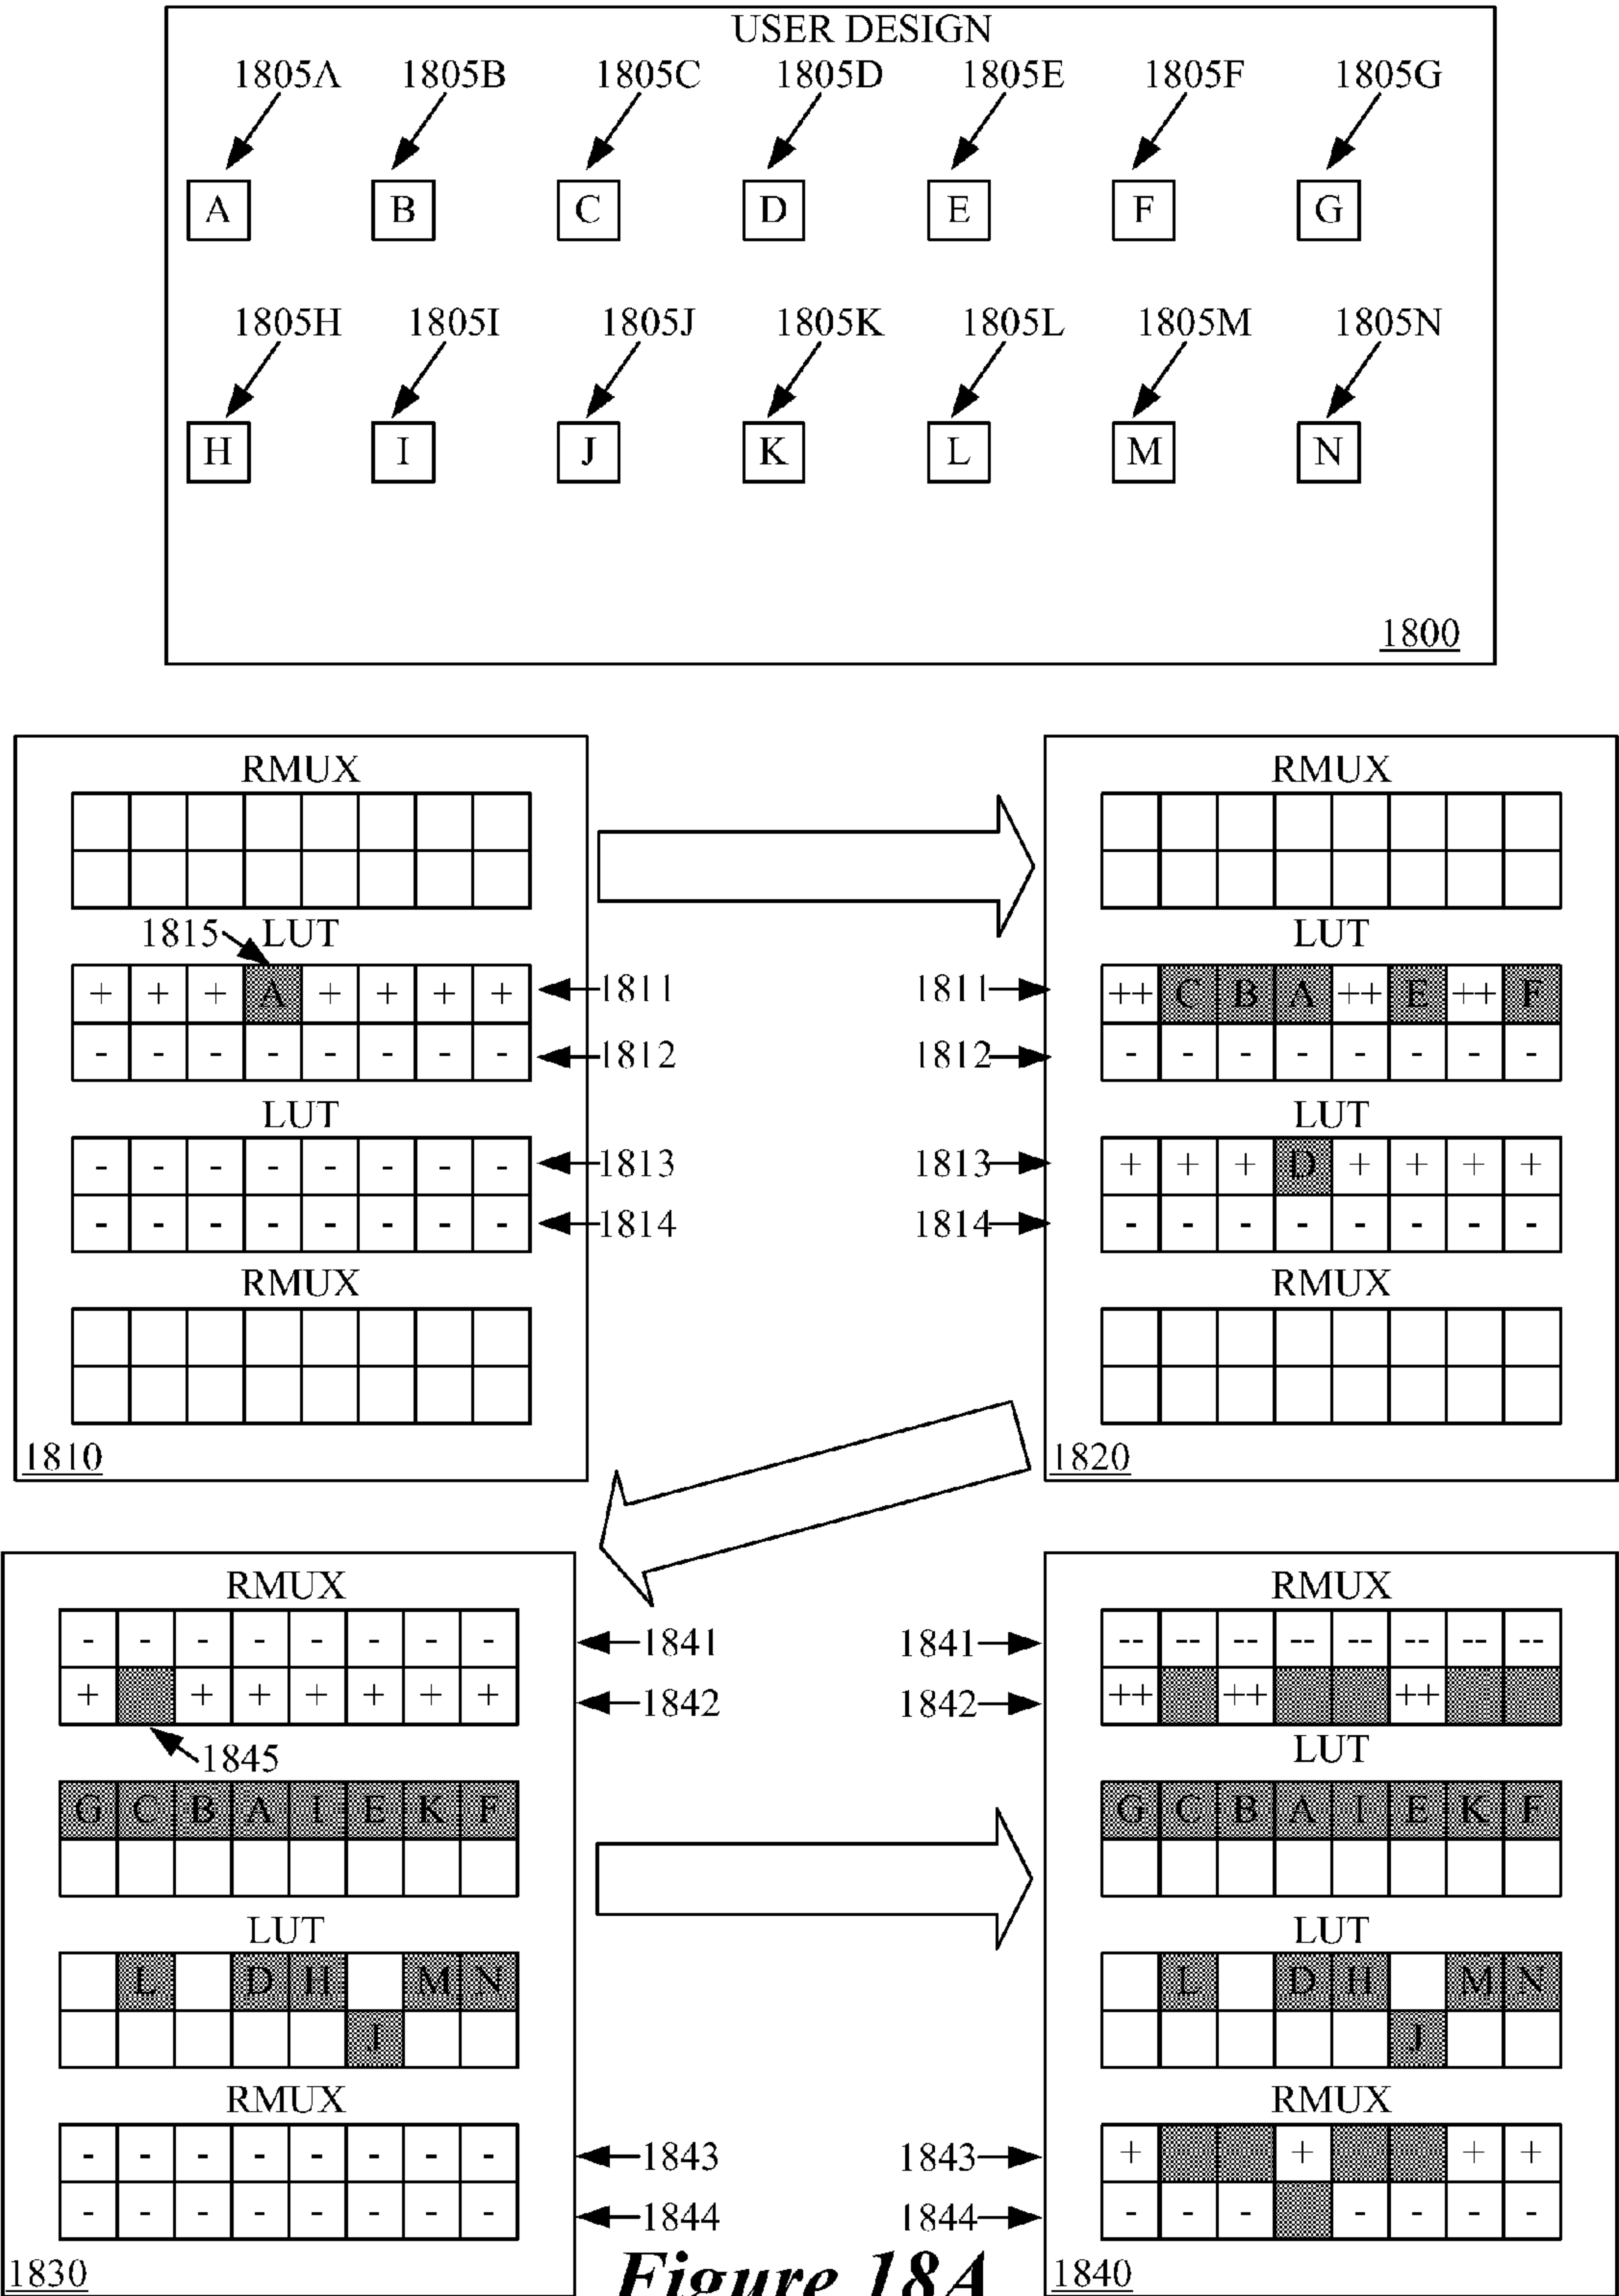 USER DESIGN
1805A 1805B 1805C 1805D 1805E 1805F 1805G
A B C D E F G
1805H 1805I 1805J 1805K 1805L 1805M 1805N
H I J K L M N
1800
RMUX
1815 LUT
+ + + A + + + +
- - - - - - - -
LUT
- - - - - - - -
- - - - - - - -
RMUX
1810
1811 1811
1812 1812
1813 1813
1814 1814
RMUX
LUT
++ C B A ++ E ++ F
- - - - - - - -
LUT
+ + + D + + + +
- - - - - - - -
RMUX
1820
RMUX
- - - - - - - -
+ + + + + + +
1845
G C B A I E K F
LUT
L D H M N
J
RMUX
- - - - - - - -
- - - - - - - -
1830
1841 1841
1842 1842
1843 1843
1844 1844
RMUX
-- -- -- -- -- -- -- --
++ ++ ++
LUT
G C B A I E K F
LUT
L D H M N
J
RMUX
+ + + +
- - - - - - -
1840
Figure 18A